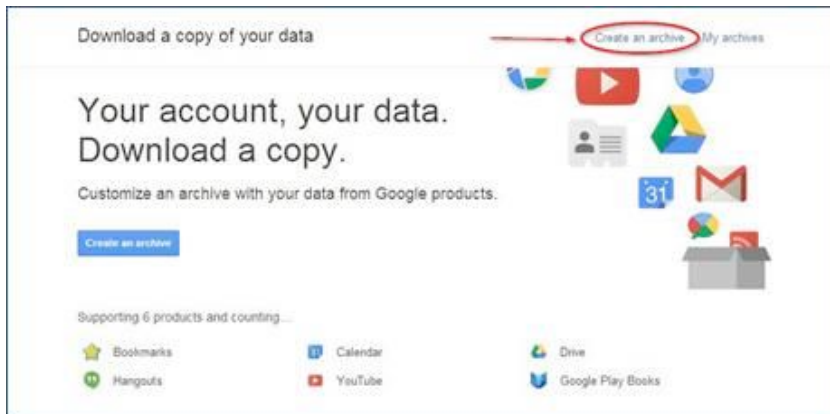 Download a copy of your data
Create an archive My archives
Your account, your data.
Download a copy.
Customize an archive with your data from Google products.
31
Create an archive
Supporting 6 products and counting...
Bookmarks
31 Calendar
Drive
Hangouts
YouTube
Google Play Books